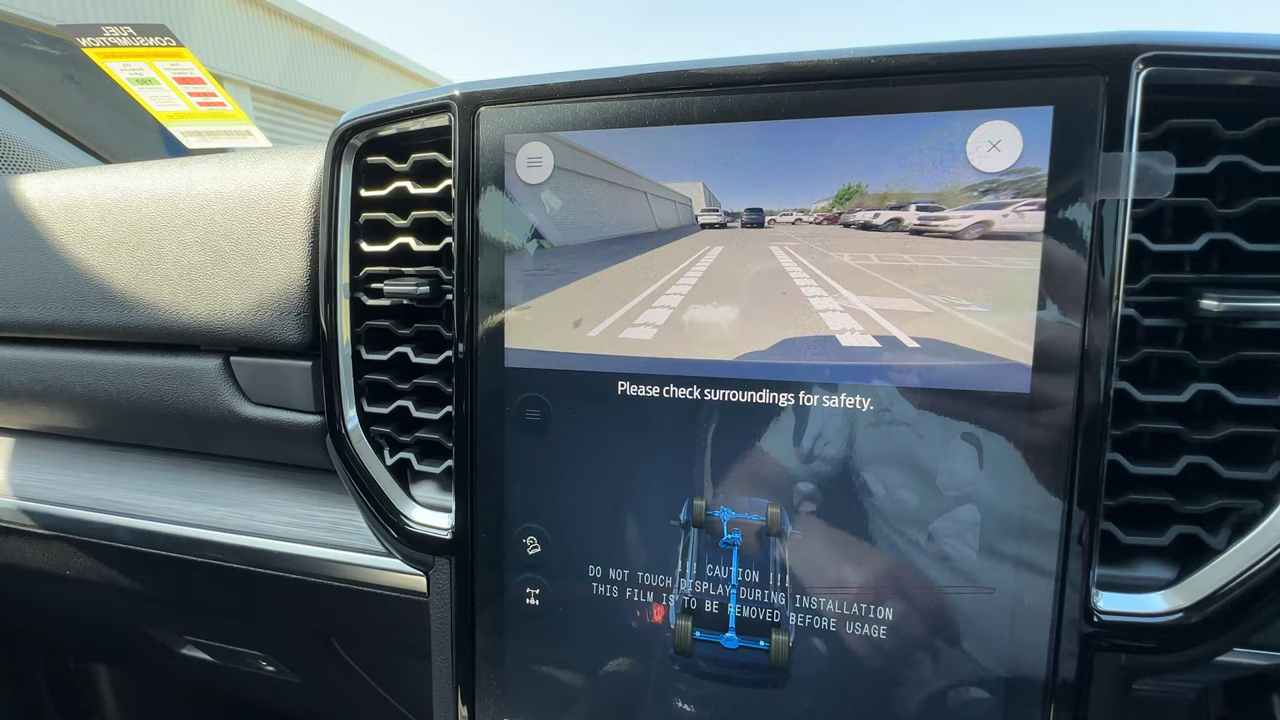 FUEL
CONSUMPTION
Please check surroundings for safety.
!!! CAUTION !!!
DO NOT TOUCH DISPLAY DURING INSTALLATION
THIS FILM IS TO BE REMOVED BEFORE USAGE